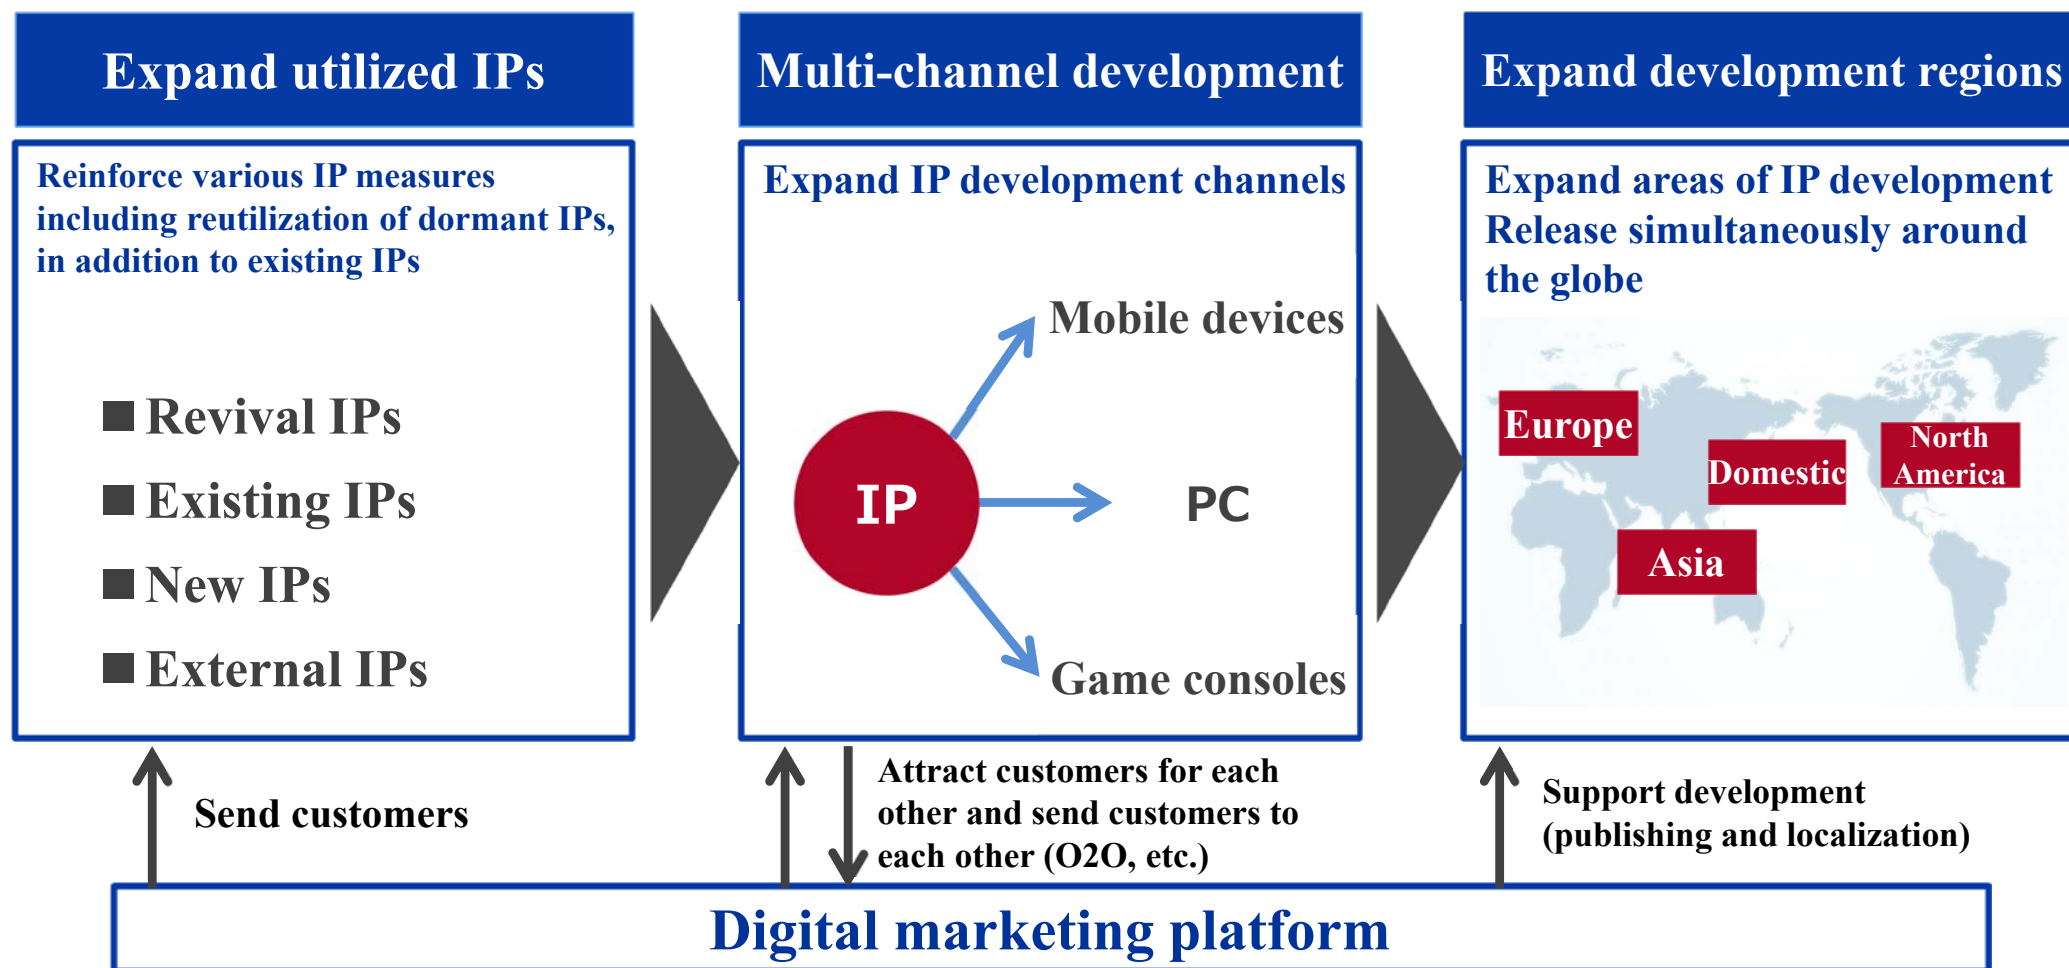 Expand utilized IPs
Reinforce various IP measures
including reutilization of dormant IPs,
in addition to existing IPs
■ Revival IPs
■ Existing IPs
■ New IPs
■ External IPs
Send customers
Multi-channel development
Expand IP development channels
Mobile devices
IP
PC
Game consoles
Attract customers for each
other and send customers to
each other (O2O, etc.)
Expand development regions
Expand areas of IP development
Release simultaneously around
the globe
Europe
Domestic
North
America
Asia
Support development
(publishing and localization)
Digital marketing platform